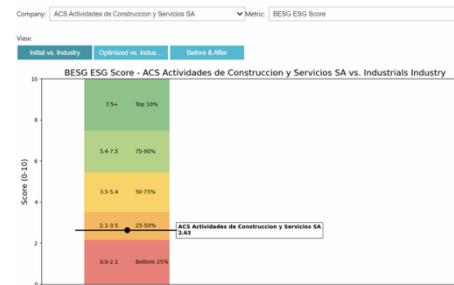 Company: ACS Actividades de Construccion y Servicios SA Metric: BESG ESG Score
View:
Initial vs. Industry Optimized vs. Indus... Before & After
BESG ESG Score - ACS Actividades de Construccion y Servicios SA vs. Industrials Industry
10
7.5+ Top 10%
8
5.4-7.5 75-90%
6
3.5-5.4 50-75%
4
2.1-3.5 25-50%
ACS Actividades de Construccion y Servicios SA
2.63
2
0.0-2.1 Bottom 25%
0
Score (0-10)